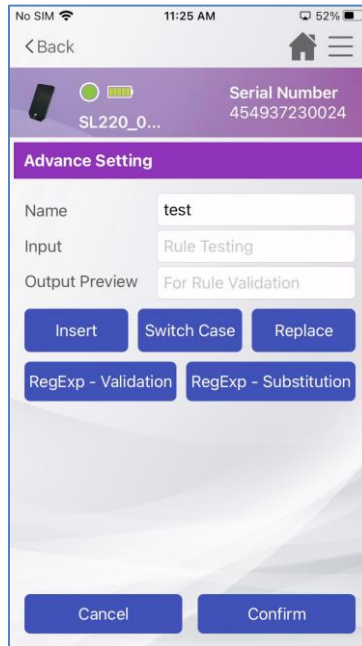 No SIM 11:25 AM 52%
Back
Serial Number
SL220_0... 454937230024
Advance Setting
Name test
Input Rule Testing
Output Preview For Rule Validation
Insert Switch Case Replace
RegExp - Validation RegExp - Substitution
Cancel Confirm